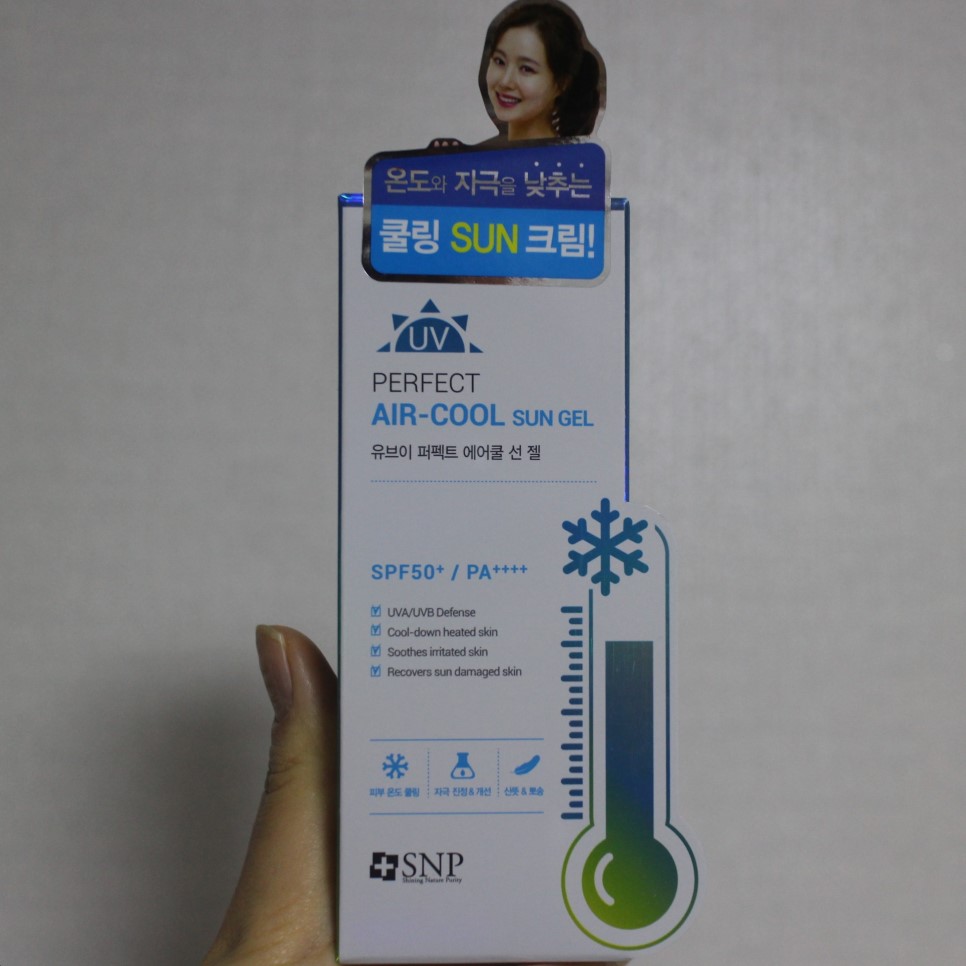 온도와 자극을 낮추는
쿨링 SUN 크림!
UV
PERFECT
AIR-COOL SUN GEL
유브이 퍼펙트 에어쿨 선 젤
SPF50+ / PA++++
UVA/UVB Defense
Cool-down heated skin
Soothes irritated skin
Recovers sun damaged skin
피부 온도 쿨링
자극 진정 & 개선
산뜻 & 뽀송
SNP
Shining Nature Purity